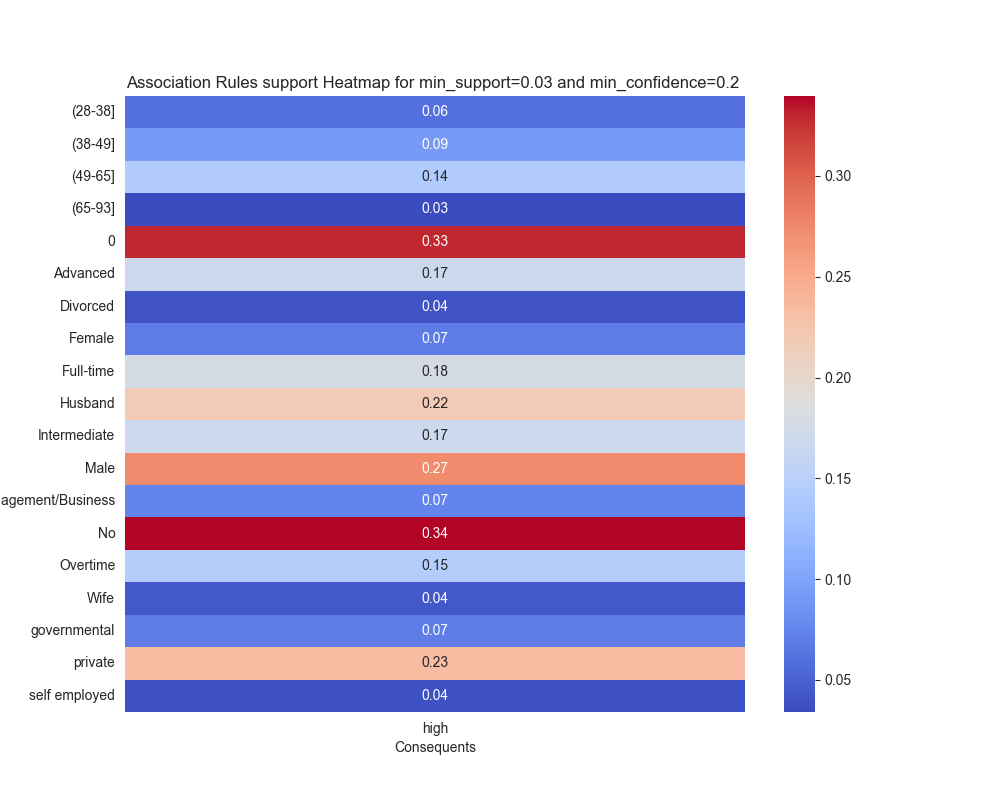 Association Rules support Heatmap for min_support=0.03 and min_confidence=0.2
(28-38] 0.06
(38-49] 0.09
(49-65] 0.14
(65-93] 0.03
0 0.33
Advanced 0.17
Divorced 0.04
Female 0.07
Full-time 0.18
Husband 0.22
Intermediate 0.17
Male 0.27
agement/Business 0.07
No 0.34
Overtime 0.15
Wife 0.04
governmental 0.07
private 0.23
self employed 0.04
high
Consequents
0.30
0.25
0.20
0.15
0.10
0.05